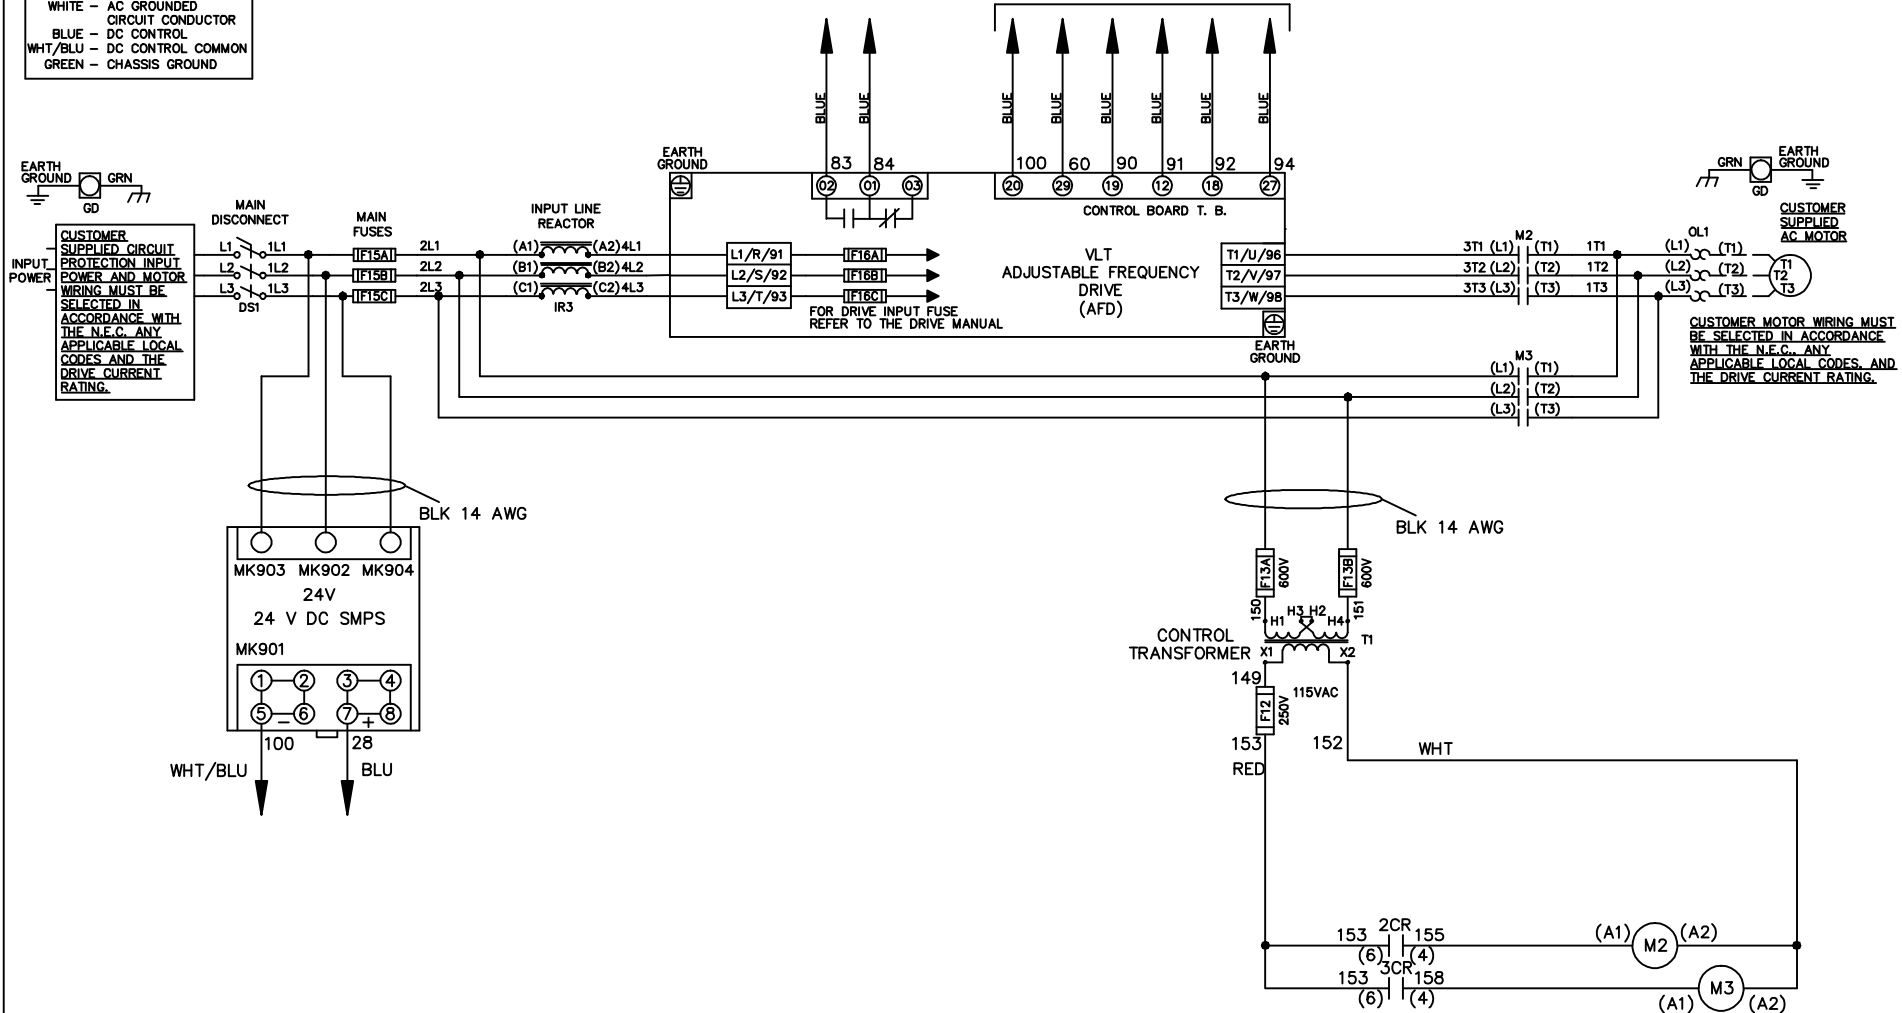 WHITE – AC GROUNDED
CIRCUIT CONDUCTOR
BLUE – DC CONTROL
WHT/BLU – DC CONTROL COMMON
GREEN – CHASSIS GROUND
BLUE
BLUE
BLUE
BLUE
BLUE
BLUE
BLUE
BLUE
83
84
100
60
90
91
92
94
02
01
03
20
29
19
12
18
27
CONTROL BOARD T. B.
EARTH
GROUND
GRN
GD
EARTH
GROUND
GRN
EARTH
GROUND
GD
INPUT
POWER
CUSTOMER
SUPPLIED CIRCUIT
PROTECTION INPUT
POWER AND MOTOR
WIRING MUST BE
SELECTED IN
ACCORDANCE WITH
THE N.E.C. ANY
APPLICABLE LOCAL
CODES AND THE
DRIVE CURRENT
RATING.
MAIN
DISCONNECT
L1
1L1
L2
1L2
L3
1L3
DS1
MAIN
FUSES
F15A
F15B
F15C
2L1
2L2
2L3
INPUT LINE
REACTOR
(A1)
(A2)
4L1
(B1)
(B2)
4L2
(C1)
(C2)
4L3
IR3
L1/R/91
L2/S/92
L3/T/93
F16A
F16B
F16C
FOR DRIVE INPUT FUSE
REFER TO THE DRIVE MANUAL
VLT
ADJUSTABLE FREQUENCY
DRIVE
(AFD)
T1/U/96
T2/V/97
T3/W/98
EARTH
GROUND
M2
3T1 (L1) (T1) 1T1
3T2 (L2) (T2) 1T2
3T3 (L3) (T3) 1T3
OL1
(L1) (T1)
(L2) (T2)
(L3) (T3)
CUSTOMER
SUPPLIED
AC MOTOR
T1
T2
T3
CUSTOMER MOTOR WIRING MUST
BE SELECTED IN ACCORDANCE
WITH THE N.E.C., ANY
APPLICABLE LOCAL CODES, AND
THE DRIVE CURRENT RATING.
M3
(L1) (T1)
(L2) (T2)
(L3) (T3)
BLK 14 AWG
MK903 MK902 MK904
24V
24 V DC SMPS
MK901
1 2 3 4
5 6 7 8
– +
100
28
WHT/BLU
BLU
BLK 14 AWG
F13A
600V
F13B
600V
150
151
H1
H3
H2
H4
CONTROL
TRANSFORMER
X1
X2
T1
149
115VAC
F12
250V
153
152
RED
WHT
2CR
153
155
(6)
(4)
(A1)
M2
(A2)
3CR
153
158
(6)
(4)
(A1)
M3
(A2)